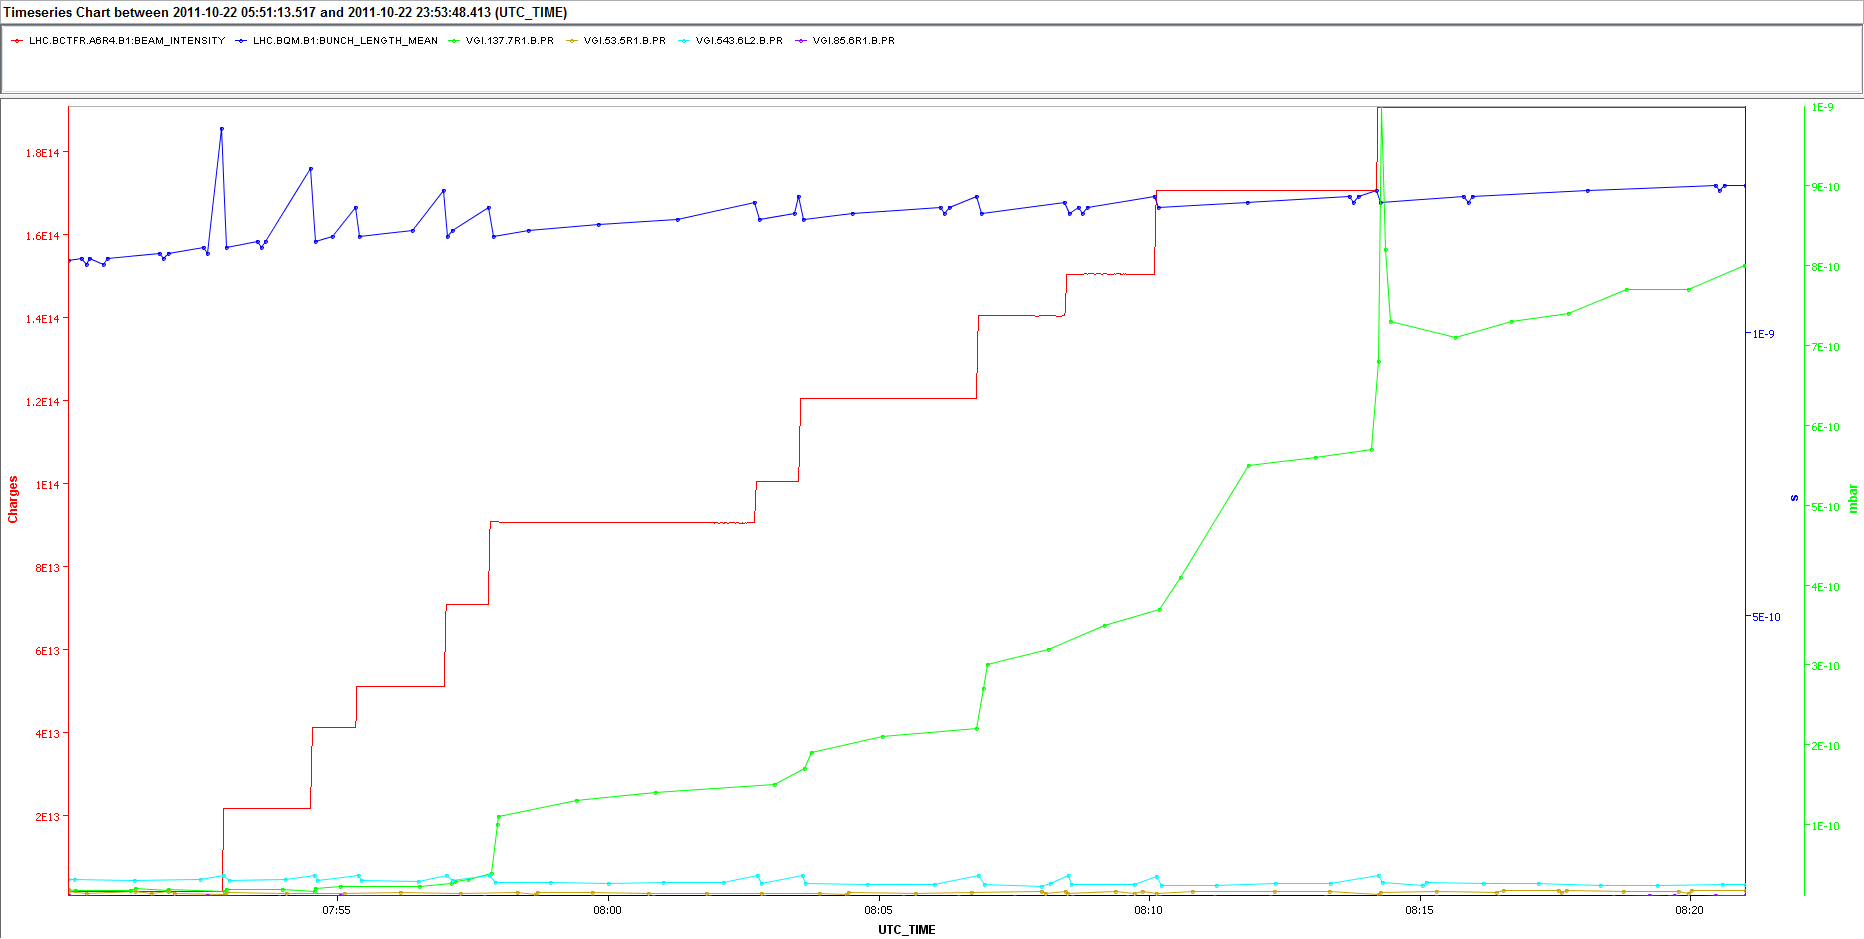 Timeseries Chart between 2011-10-22 05:51:13.517 and 2011-10-22 23:53:48.413 (UTC_TIME)
LHC.BCTFR.A6R4.B1:BEAM_INTENSITY LHC.BQM.B1:BUNCH_LENGTH_MEAN VGI.137.7R1.B.PR VGI.53.5R1.B.PR VGI.543.6L2.B.PR VGI.85.6R1.B.PR
1.8E14
1.6E14
1.4E14
1.2E14
1E14
8E13
6E13
4E13
2E13
Charges
1E-9
5E-10
s
1E-9
9E-10
8E-10
7E-10
6E-10
5E-10
4E-10
3E-10
2E-10
1E-10
mbar
07:55 08:00 08:05 08:10 08:15 08:20
UTC_TIME